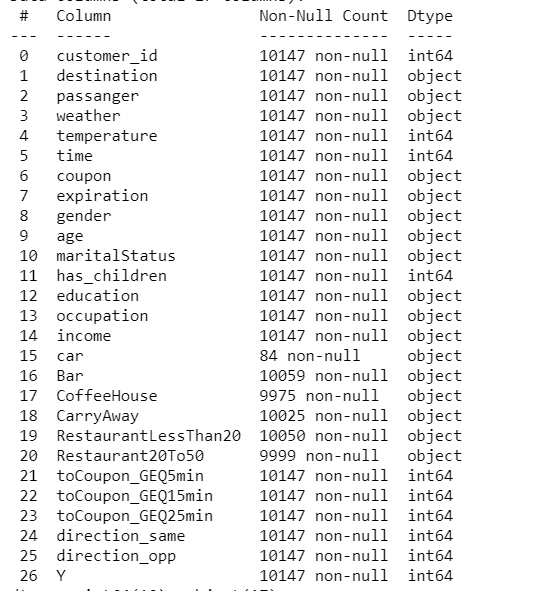 #   Column                Non-Null Count  Dtype
---  ------                --------------  -----
0   customer_id           10147 non-null  int64
1   destination           10147 non-null  object
2   passanger             10147 non-null  object
3   weather               10147 non-null  object
4   temperature           10147 non-null  int64
5   time                  10147 non-null  int64
6   coupon                10147 non-null  object
7   expiration            10147 non-null  object
8   gender                10147 non-null  object
9   age                   10147 non-null  object
10  maritalStatus         10147 non-null  object
11  has_children          10147 non-null  int64
12  education             10147 non-null  object
13  occupation            10147 non-null  object
14  income                10147 non-null  object
15  car                   84 non-null     object
16  Bar                   10059 non-null  object
17  CoffeeHouse           9975 non-null   object
18  CarryAway             10025 non-null  object
19  RestaurantLessThan20  10050 non-null  object
20  Restaurant20To50      9999 non-null   object
21  toCoupon_GEQ5min      10147 non-null  int64
22  toCoupon_GEQ15min     10147 non-null  int64
23  toCoupon_GEQ25min     10147 non-null  int64
24  direction_same        10147 non-null  int64
25  direction_opp         10147 non-null  int64
26  Y                     10147 non-null  int64